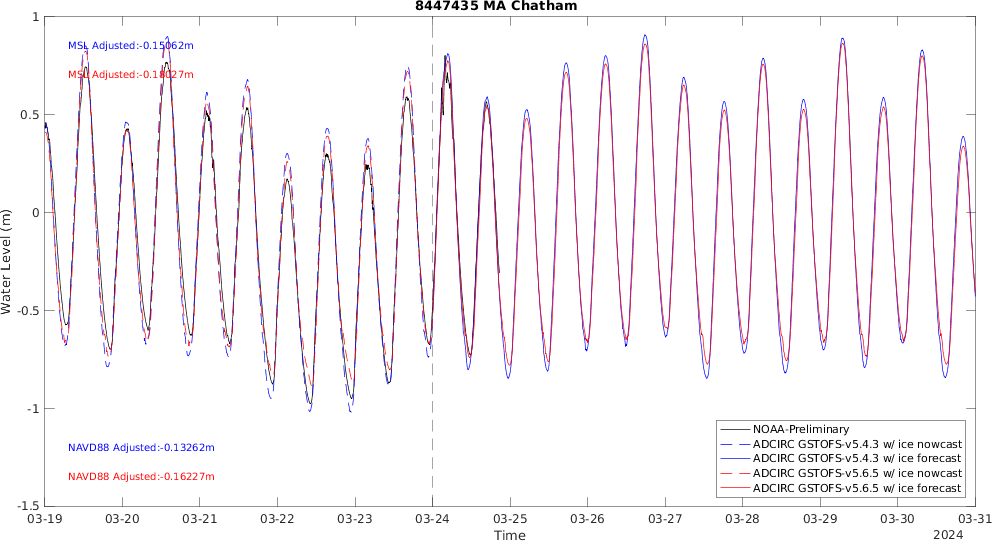 8447435 MA Chatham
1
0.5
0
-0.5
-1
-1.5
Water Level (m)
MSL Adjusted:-0.15062m
MSL Adjusted:-0.18027m
NAVD88 Adjusted:-0.13262m
NAVD88 Adjusted:-0.16227m
NOAA-Preliminary
ADCIRC GSTOFS-v5.4.3 w/ ice nowcast
ADCIRC GSTOFS-v5.4.3 w/ ice forecast
ADCIRC GSTOFS-v5.6.5 w/ ice nowcast
ADCIRC GSTOFS-v5.6.5 w/ ice forecast
03-19 03-20 03-21 03-22 03-23 03-24 03-25 03-26 03-27 03-28 03-29 03-30 03-31
Time
2024